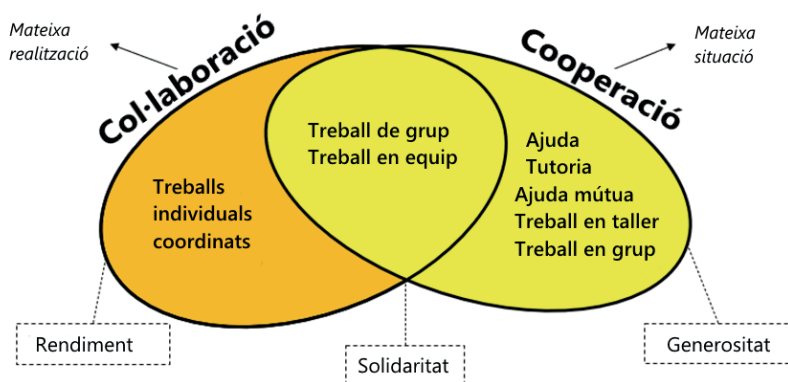 Mateixa
realització
Col·laboració
Cooperació
Mateixa
situació
Treball de grup
Treball en equip
Treballs
individuals
coordinats
Ajuda
Tutoria
Ajuda mútua
Treball en taller
Treball en grup
Rendiment
Solidaritat
Generositat